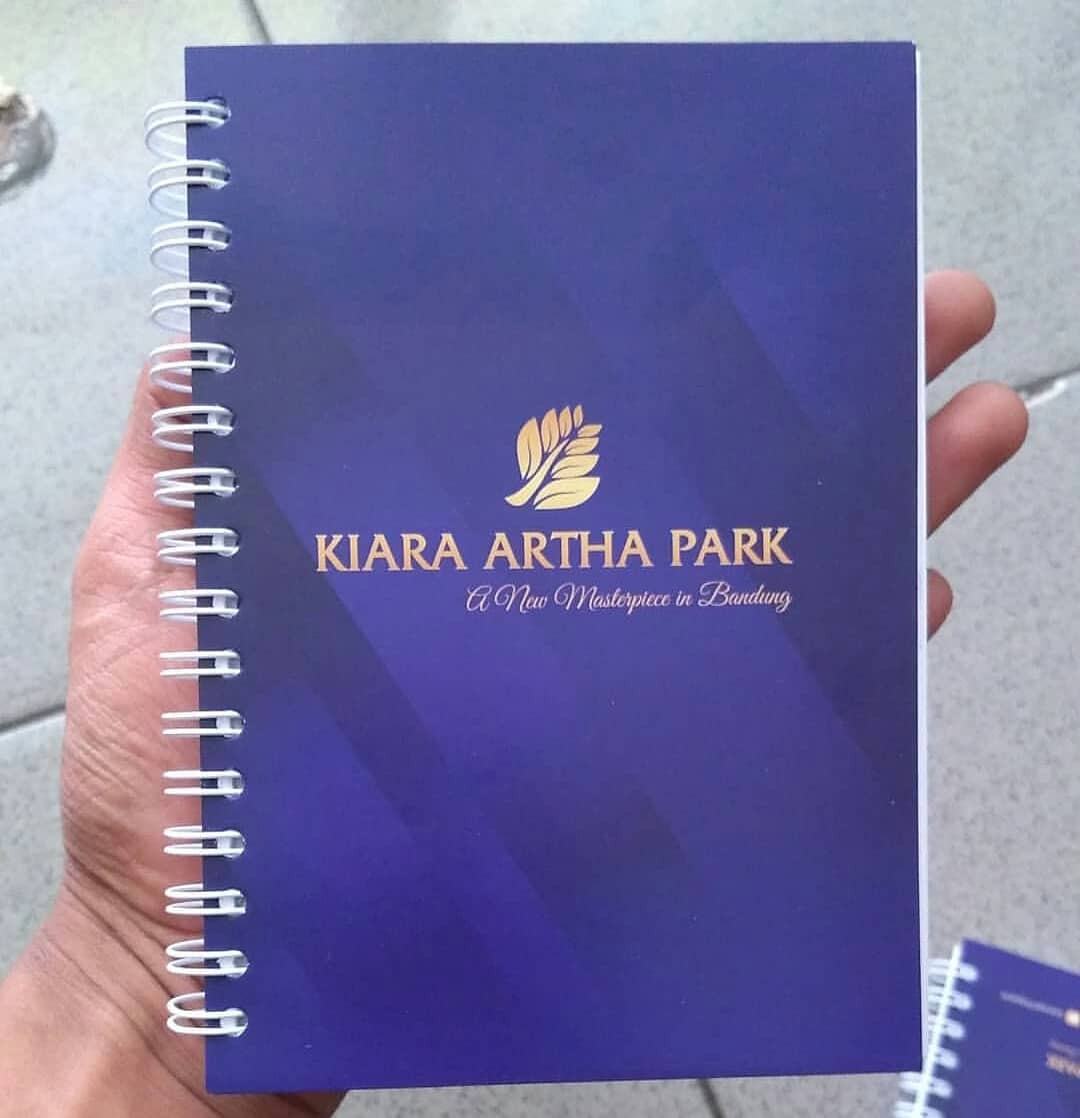 KIARA ARTHA PARK
A New Masterpiece in Bandung